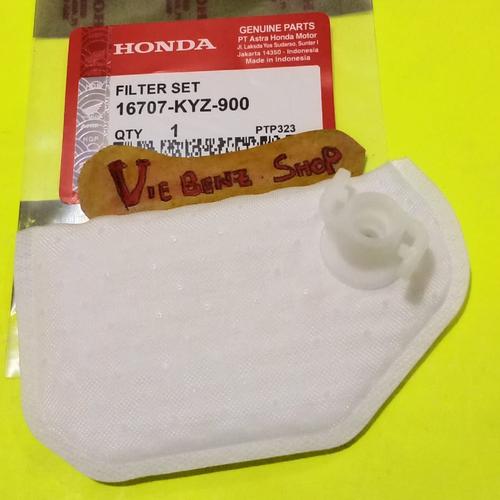 HONDA
GENUINE PARTS
PT Astra Honda Motor
Jl. Laksda Yos Sudarso, Sunter I
Jakarta 14350 - Indonesia
Made in Indonesia
FILTER SET
16707-KYZ-900
QTY 1 PTP323
VIE BENZ SHOP